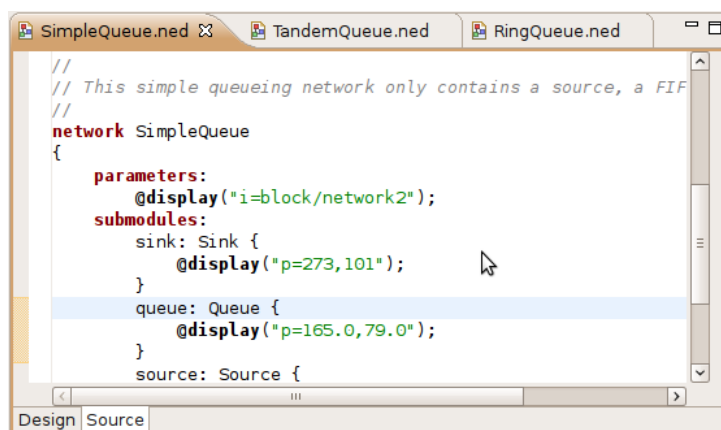 SimpleQueue.ned TandemQueue.ned RingQueue.ned
//
// This simple queueing network only contains a source, a FIF
//
network SimpleQueue
{
    parameters:
        @display("i=block/network2");
    submodules:
        sink: Sink {
            @display("p=273,101");
        }
        queue: Queue {
            @display("p=165.0,79.0");
        }
        source: Source {
Design Source